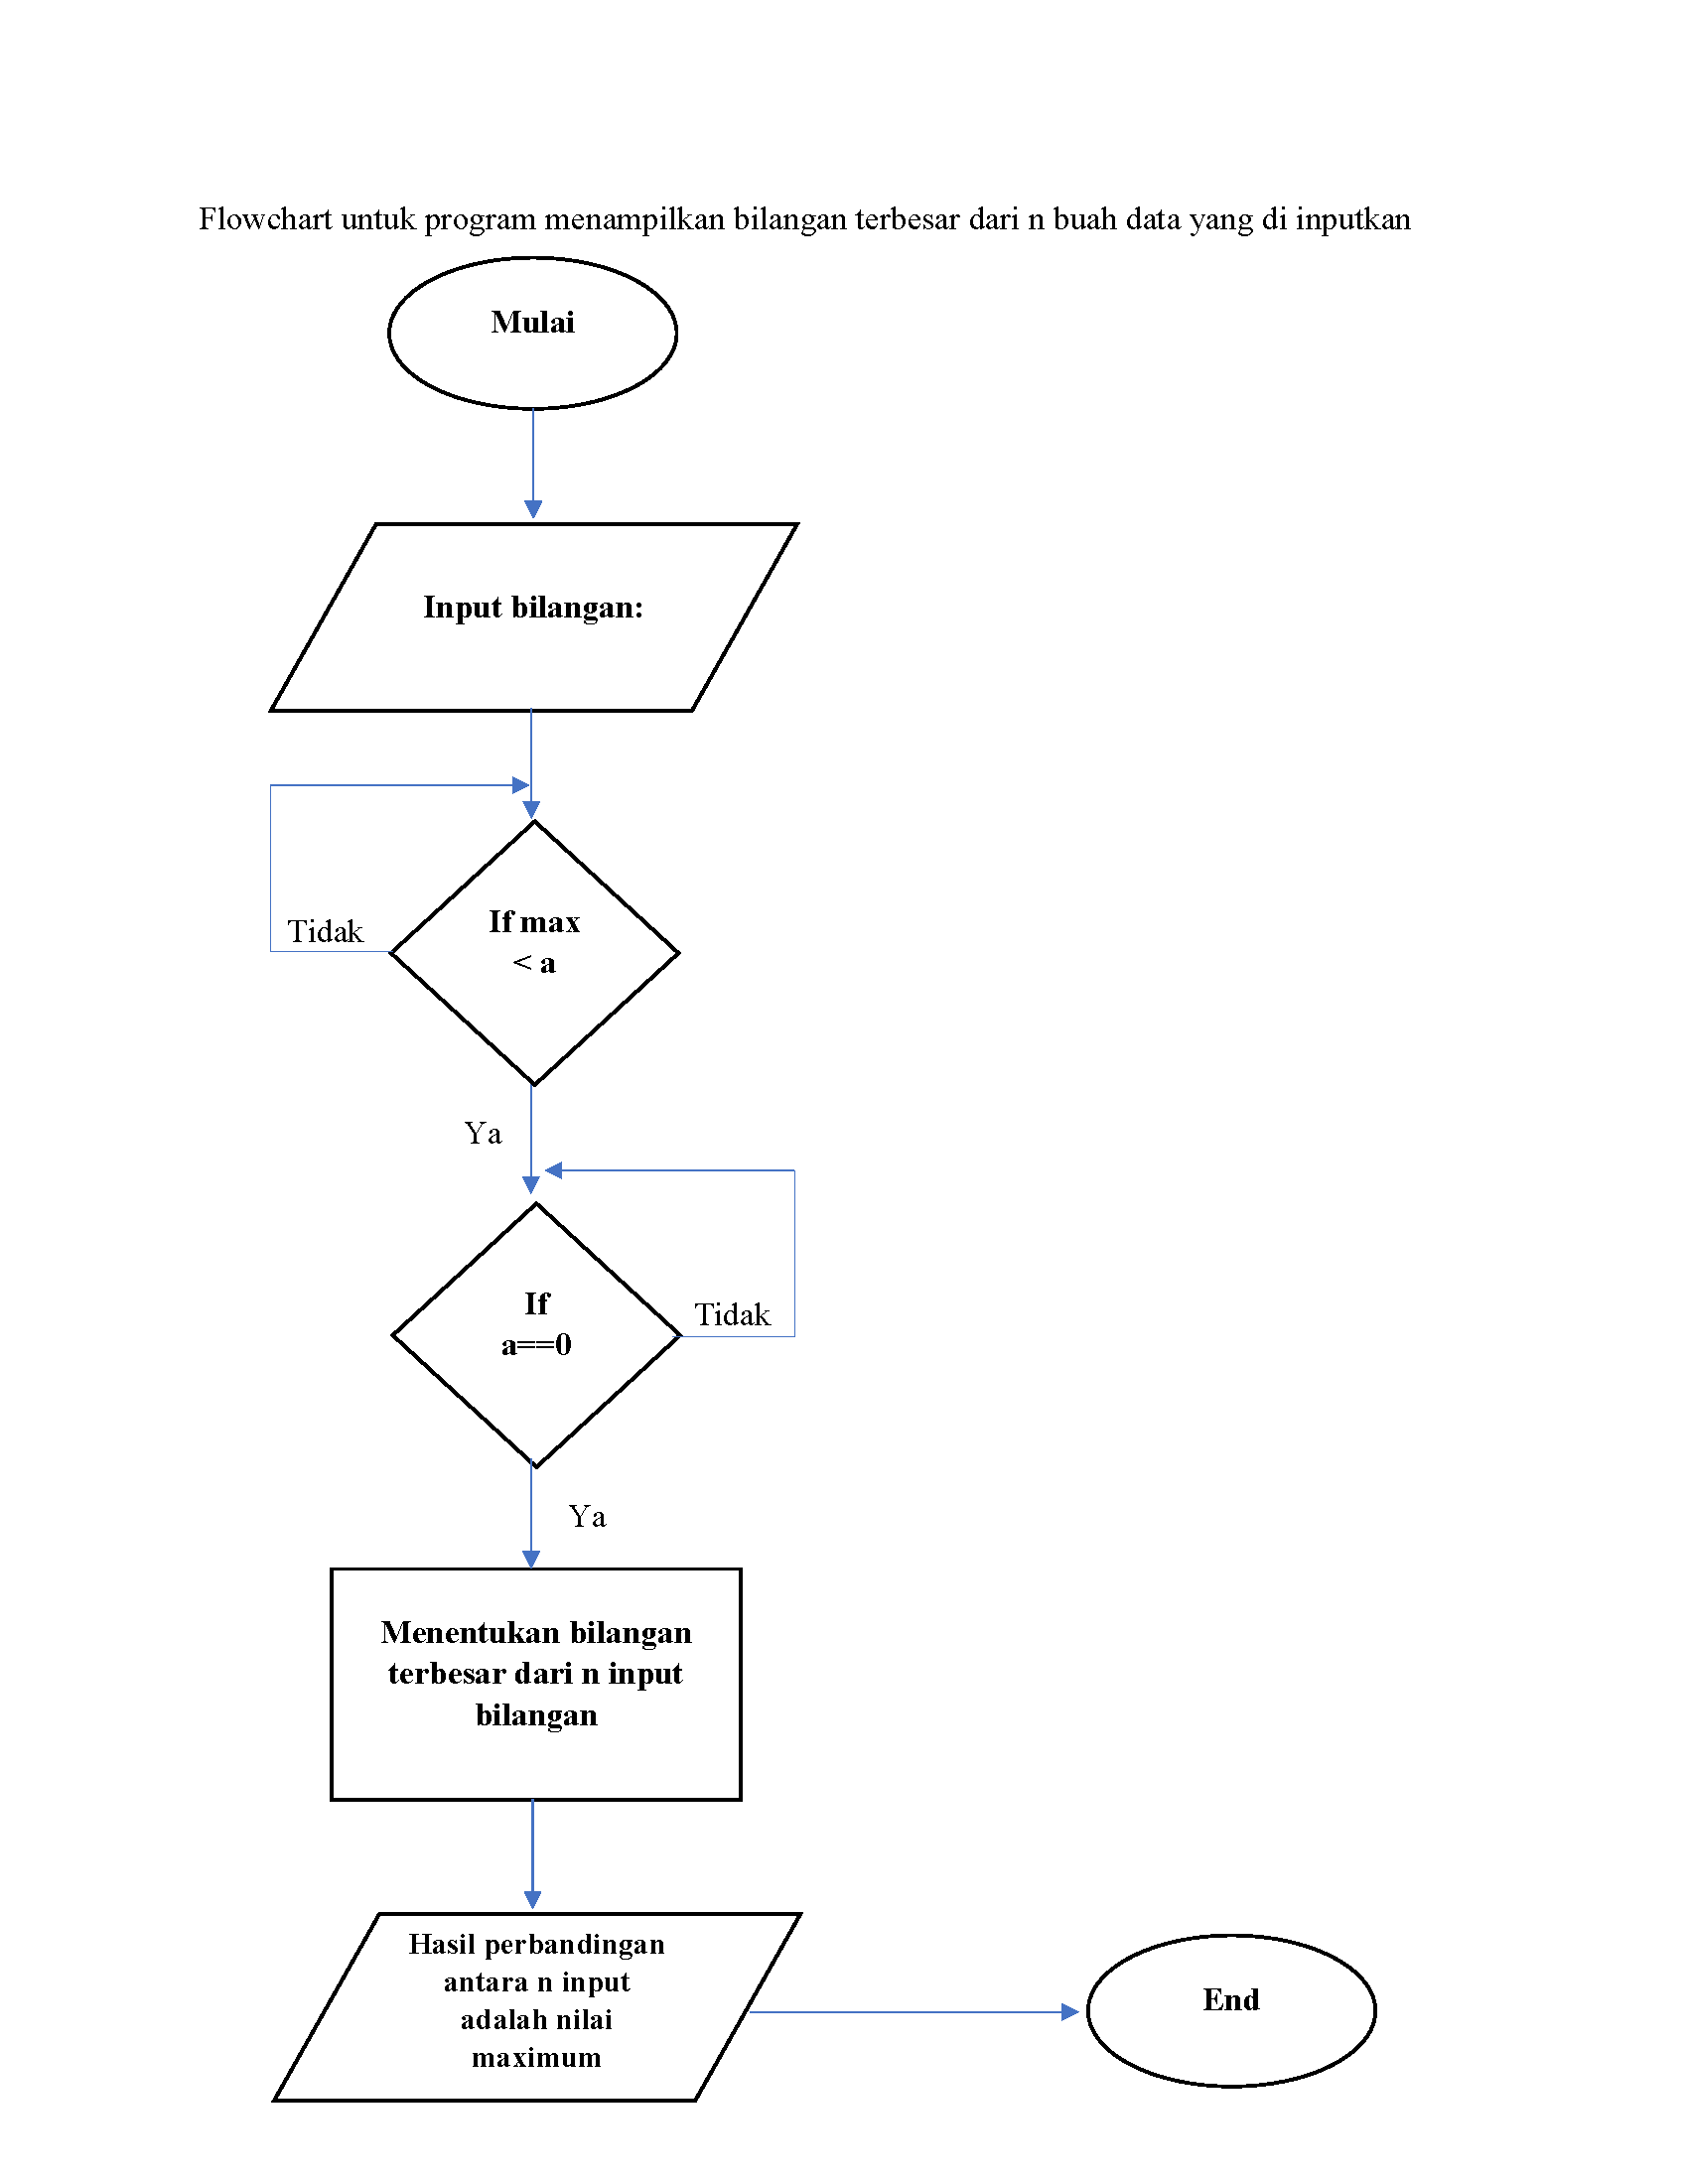 Flowchart untuk program menampilkan bilangan terbesar dari n buah data yang di inputkan
Mulai
Input bilangan:
If max
< a
Tidak
Ya
If
a==0
Tidak
Ya
Menentukan bilangan
terbesar dari n input
bilangan
Hasil perbandingan
antara n input
adalah nilai
maximum
End